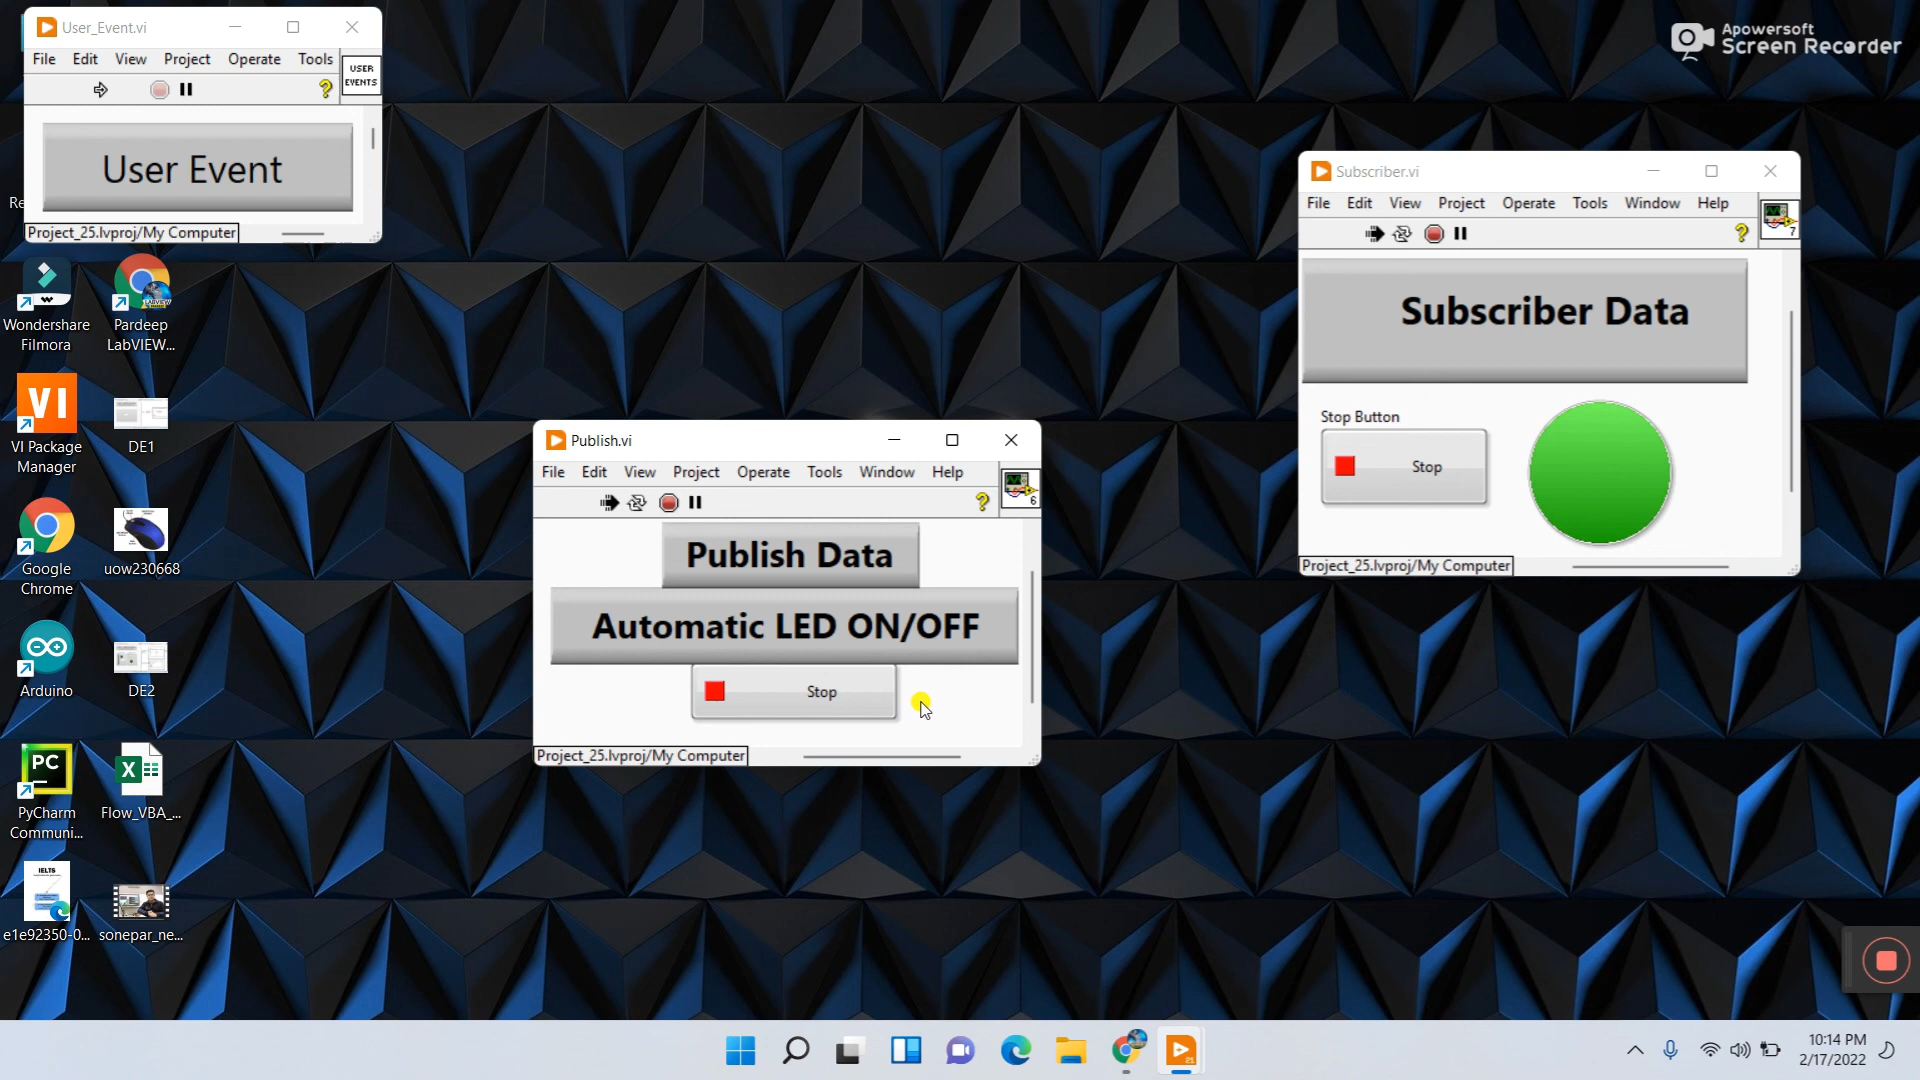 User_Event.vi
File Edit View Project Operate Tools
USER
EVENTS
User Event
Project_25.lvproj/My Computer
Apowersoft
Screen Recorder
Re
Wondershare
Filmora
Pardeep
LabVIEW...
VI
VI Package
Manager
DE1
Google
Chrome
uow230668
Arduino
DE2
PC
PyCharm
Communi...
Flow_VBA_...
IELTS
e1e92350-0...
sonepar_ne...
Publish.vi
File Edit View Project Operate Tools Window Help
6
Publish Data
Automatic LED ON/OFF
Stop
Project_25.lvproj/My Computer
Subscriber.vi
File Edit View Project Operate Tools Window Help
7
Subscriber Data
Stop Button
Stop
Project_25.lvproj/My Computer
10:14 PM
2/17/2022